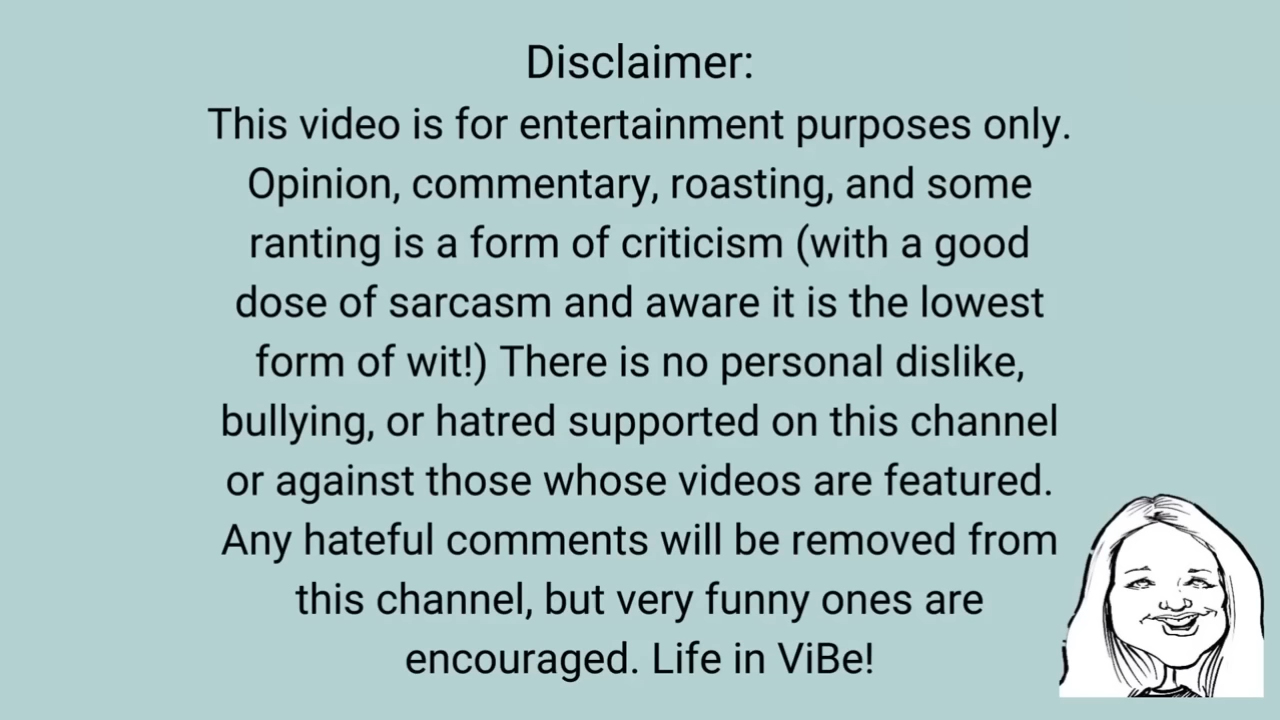 Disclaimer:
This video is for entertainment purposes only.
Opinion, commentary, roasting, and some
ranting is a form of criticism (with a good
dose of sarcasm and aware it is the lowest
form of wit!) There is no personal dislike,
bullying, or hatred supported on this channel
or against those whose videos are featured.
Any hateful comments will be removed from
this channel, but very funny ones are
encouraged. Life in ViBe!